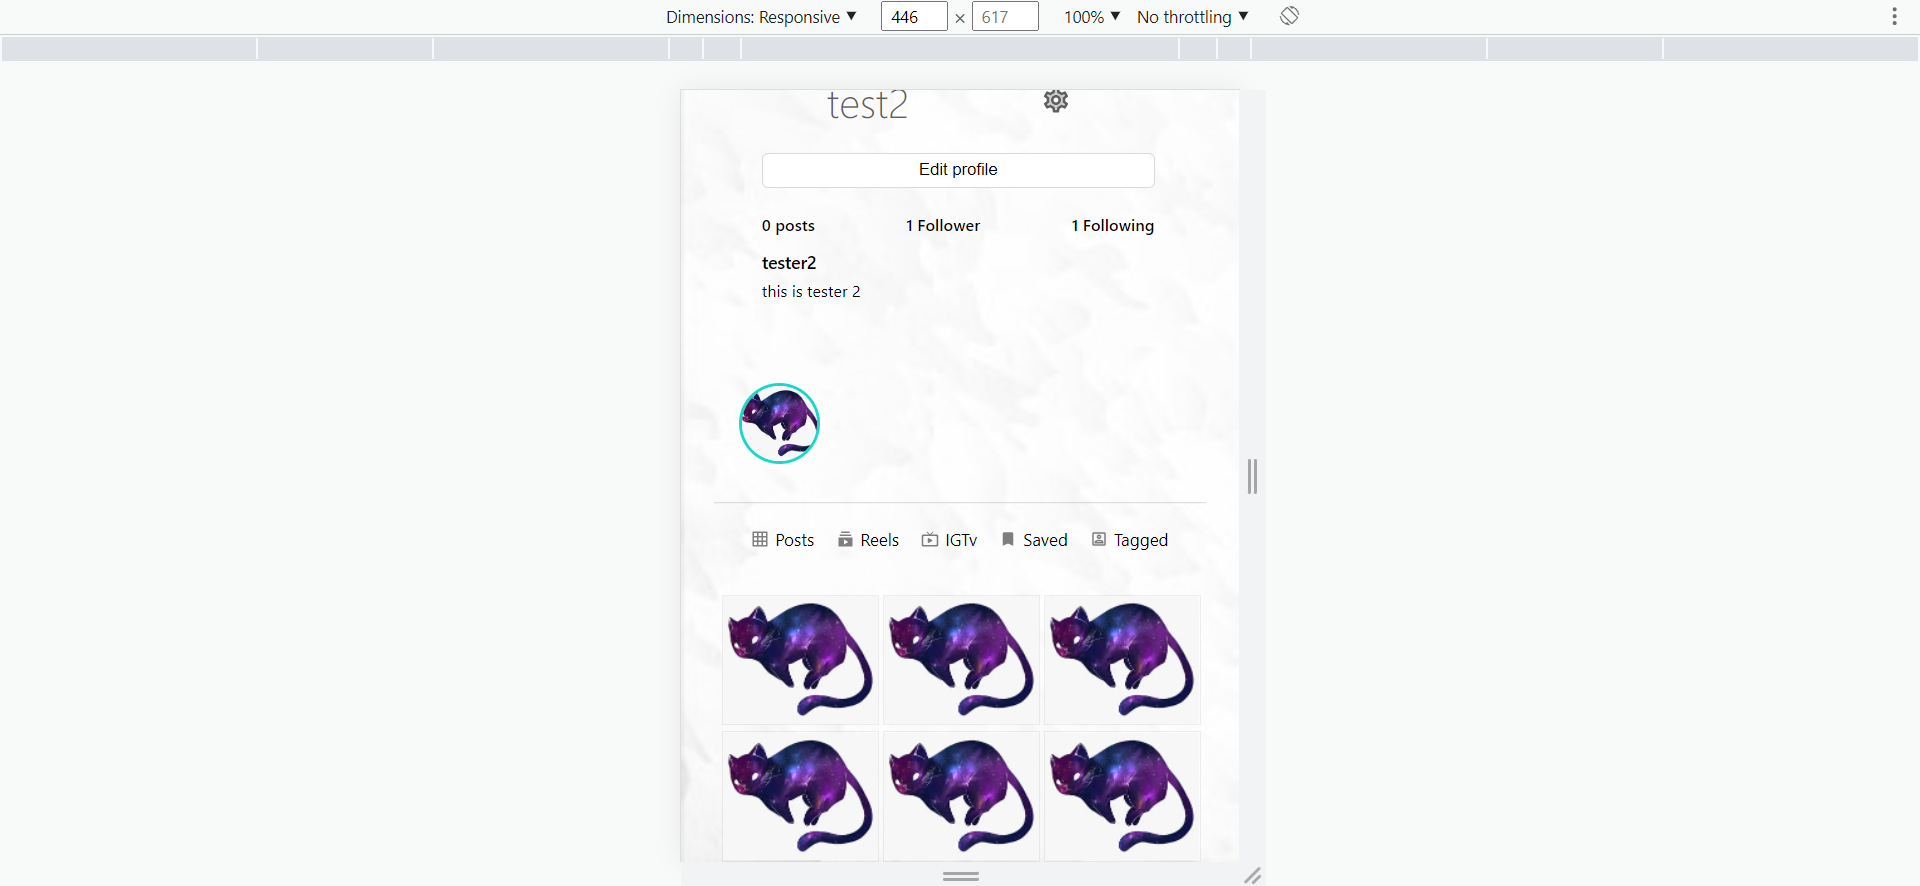 Dimensions: Responsive 446 × 617 100% No throttling
test2
Edit profile
0 posts 1 Follower 1 Following
tester2
this is tester 2
Posts Reels IGTv Saved Tagged